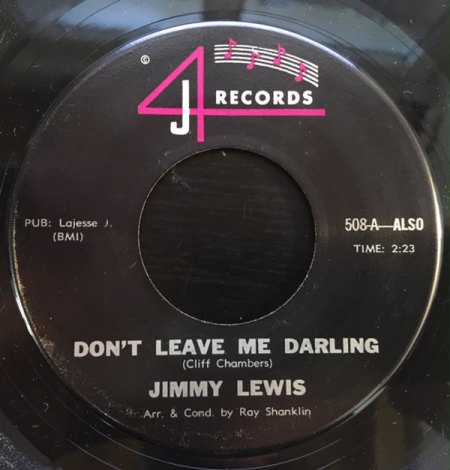 ©
4J RECORDS
PUB: Lajesse J.
(BMI)
508-A—ALSO
TIME: 2:23
DON'T LEAVE ME DARLING
(Cliff Chambers)
JIMMY LEWIS
Arr. & Cond. by Ray Shanklin